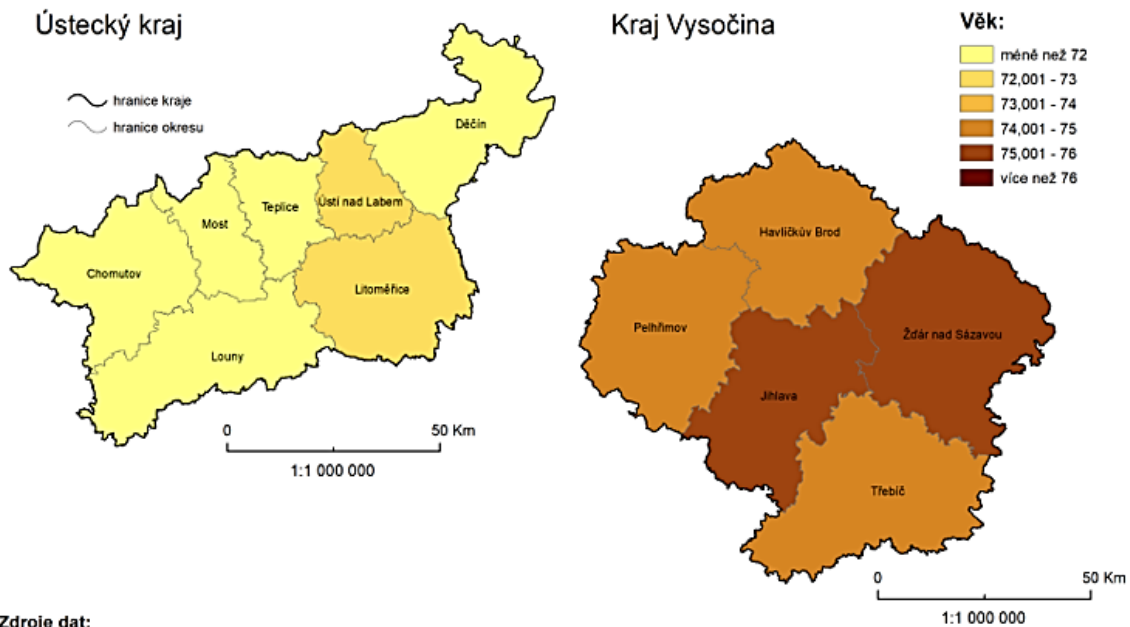 Ústecký kraj
hranice kraje
hranice okresu
Děčín
Ústí nad Labem
Teplice
Most
Chomutov
Litoměřice
Louny
0 50 Km
1:1 000 000
Kraj Vysočina
Věk:
méně než 72
72,001 - 73
73,001 - 74
74,001 - 75
75,001 - 76
více než 76
Havlíčkův Brod
Pelhřimov
Žďár nad Sázavou
Jihlava
Třebíč
0 50 Km
1:1 000 000
Zdroje dat: